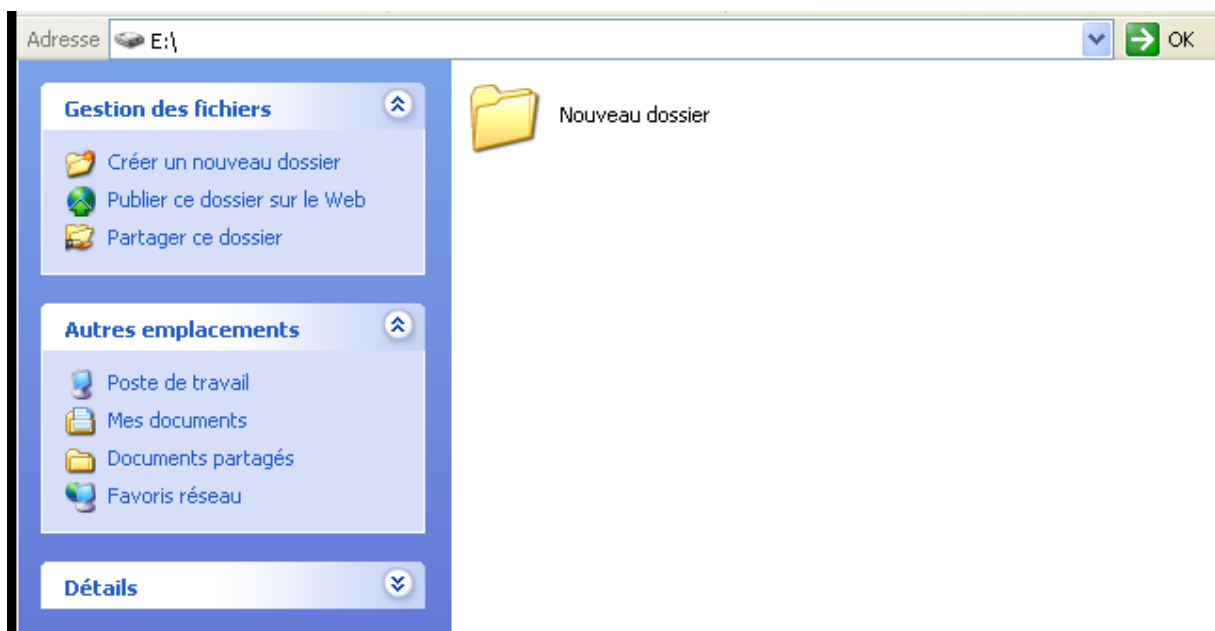 Adresse E:\ OK
Gestion des fichiers
Créer un nouveau dossier
Publier ce dossier sur le Web
Partager ce dossier
Autres emplacements
Poste de travail
Mes documents
Documents partagés
Favoris réseau
Détails
Nouveau dossier